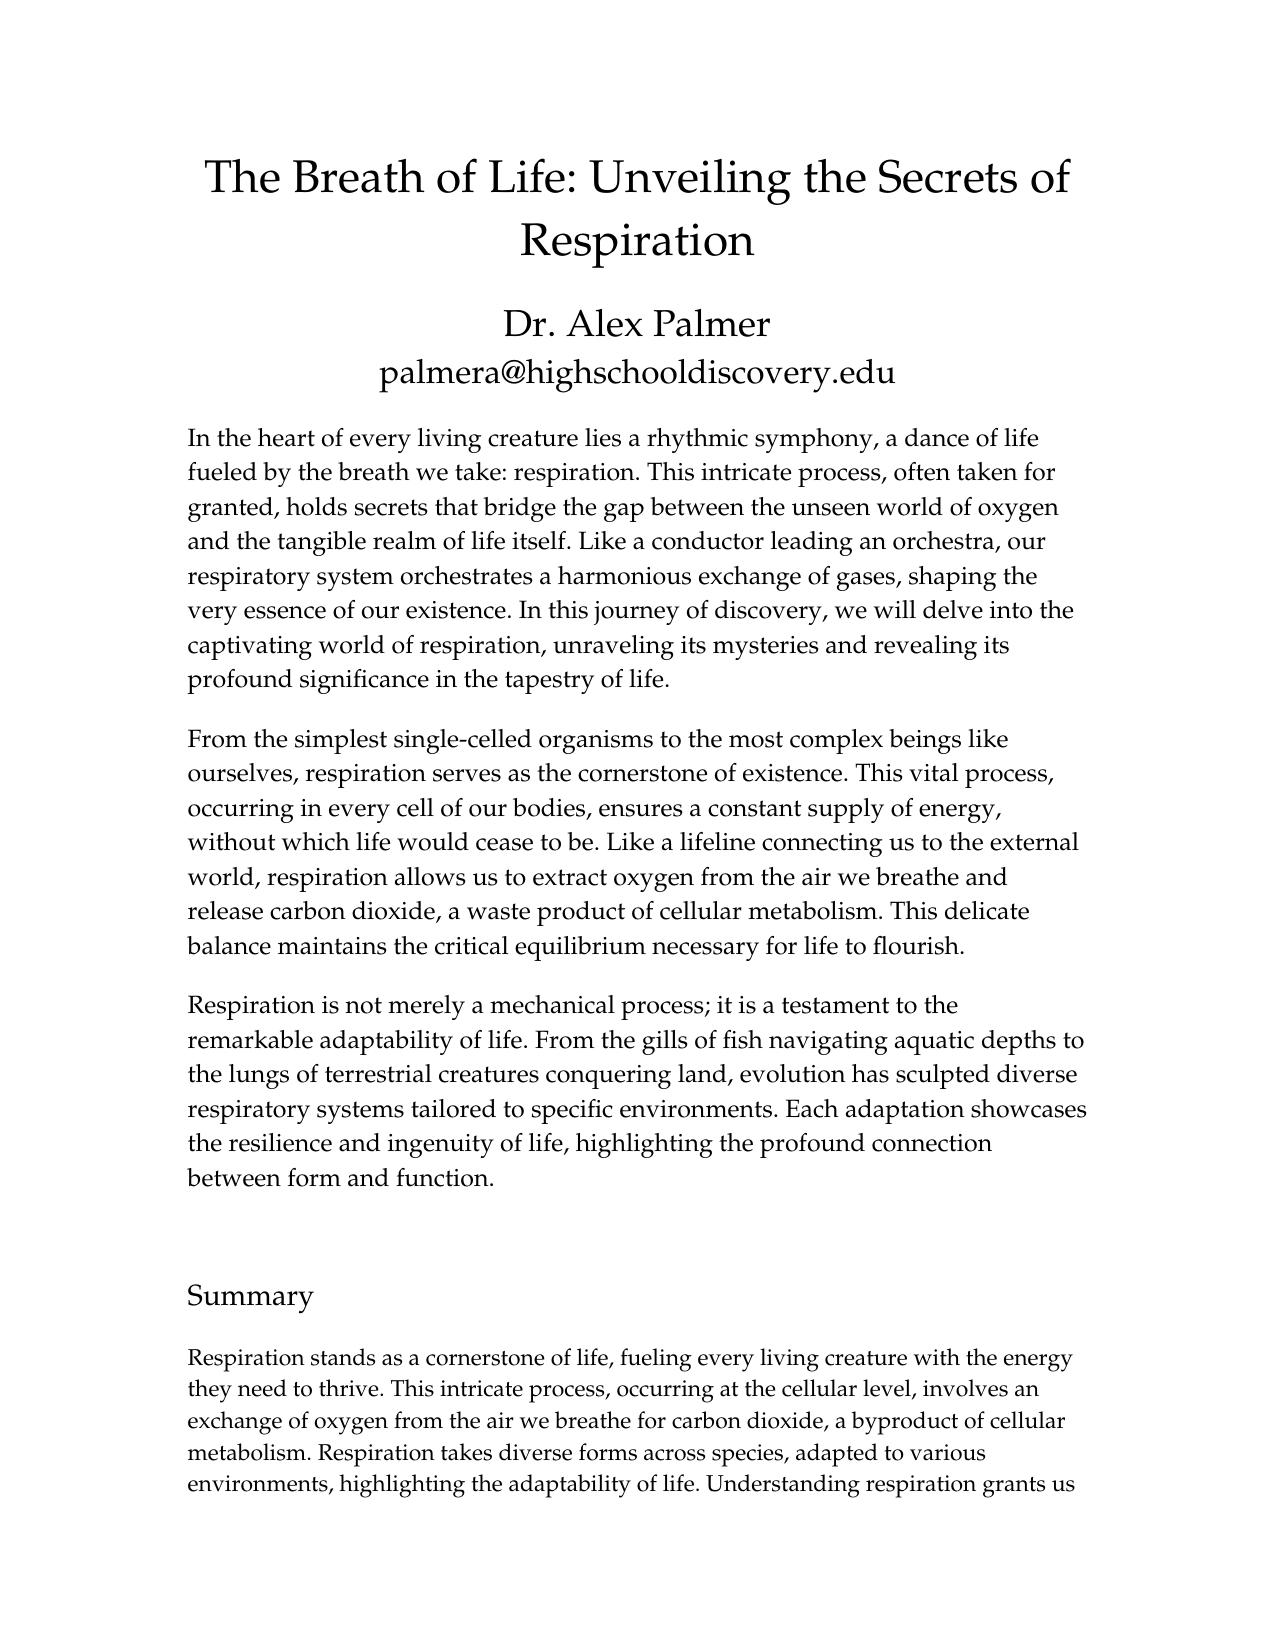 The Breath of Life: Unveiling the Secrets of
Respiration
Dr. Alex Palmer
palmera@highschooldiscovery.edu
In the heart of every living creature lies a rhythmic symphony, a dance of life
fueled by the breath we take: respiration. This intricate process, often taken for
granted, holds secrets that bridge the gap between the unseen world of oxygen
and the tangible realm of life itself. Like a conductor leading an orchestra, our
respiratory system orchestrates a harmonious exchange of gases, shaping the
very essence of our existence. In this journey of discovery, we will delve into the
captivating world of respiration, unraveling its mysteries and revealing its
profound significance in the tapestry of life.
From the simplest single-celled organisms to the most complex beings like
ourselves, respiration serves as the cornerstone of existence. This vital process,
occurring in every cell of our bodies, ensures a constant supply of energy,
without which life would cease to be. Like a lifeline connecting us to the external
world, respiration allows us to extract oxygen from the air we breathe and
release carbon dioxide, a waste product of cellular metabolism. This delicate
balance maintains the critical equilibrium necessary for life to flourish.
Respiration is not merely a mechanical process; it is a testament to the
remarkable adaptability of life. From the gills of fish navigating aquatic depths to
the lungs of terrestrial creatures conquering land, evolution has sculpted diverse
respiratory systems tailored to specific environments. Each adaptation showcases
the resilience and ingenuity of life, highlighting the profound connection
between form and function.
Summary
Respiration stands as a cornerstone of life, fueling every living creature with the energy
they need to thrive. This intricate process, occurring at the cellular level, involves an
exchange of oxygen from the air we breathe for carbon dioxide, a byproduct of cellular
metabolism. Respiration takes diverse forms across species, adapted to various
environments, highlighting the adaptability of life. Understanding respiration grants us